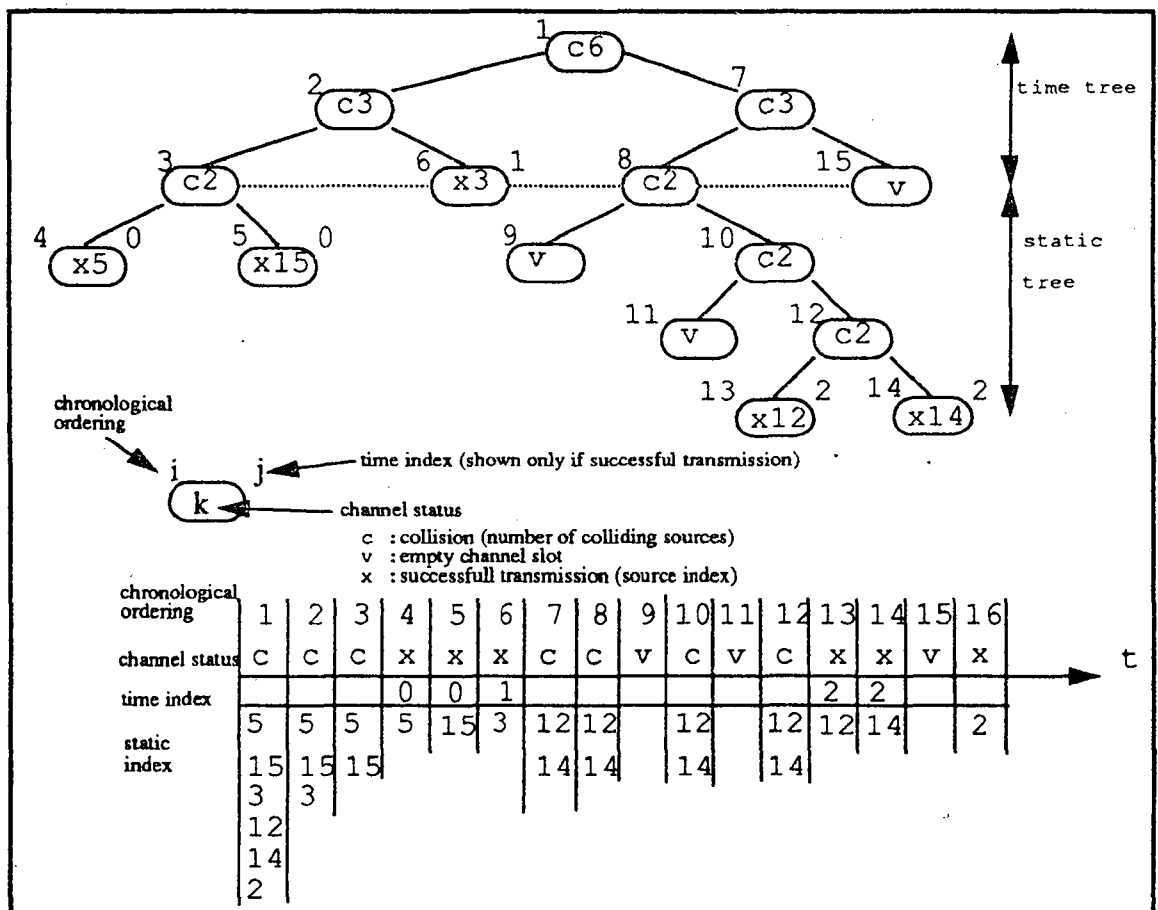 1
c6
2
c3
7
c3
time tree
3
c2
6
x3
1
8
c2
15
v
4
x5
0
5
x15
0
9
v
10
c2
static
tree
11
v
12
c2
13
x12
2
14
x14
2
chronological
ordering
i
j
time index (shown only if successful transmission)
k
channel status
c : collision (number of colliding sources)
v : empty channel slot
x : successfull transmission (source index)
chronological
ordering
1 2 3 4 5 6 7 8 9 10 11 12 13 14 15 16
channel status c c c x x x c c v c v c x x v x
t
time index 0 0 1 2 2
static
index
5 5 5 5 15 3 12 12 12 12 12 14 2
15 15 15 14 14 14 14
3 3
12
14
2